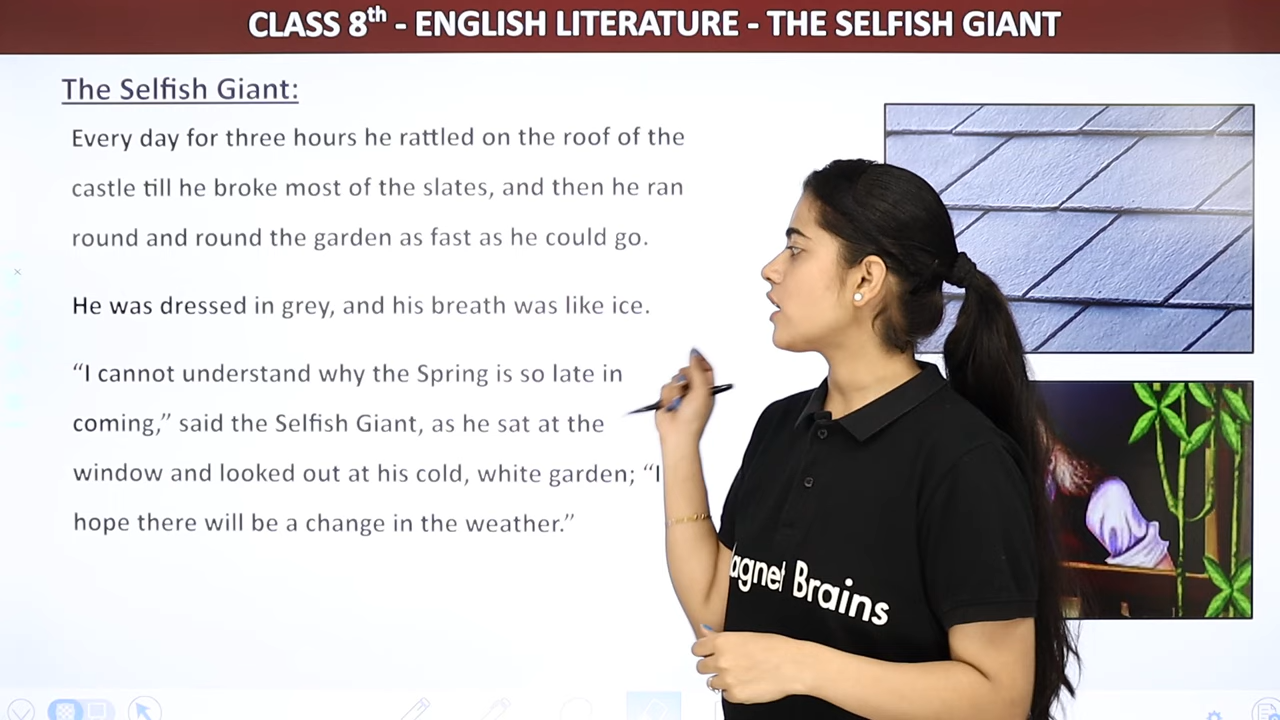 CLASS 8th - ENGLISH LITERATURE - THE SELFISH GIANT
The Selfish Giant:
Every day for three hours he rattled on the roof of the
castle till he broke most of the slates, and then he ran
round and round the garden as fast as he could go.
He was dressed in grey, and his breath was like ice.
“I cannot understand why the Spring is so late in
coming,” said the Selfish Giant, as he sat at the
window and looked out at his cold, white garden; “I
hope there will be a change in the weather.”
agnet Brains